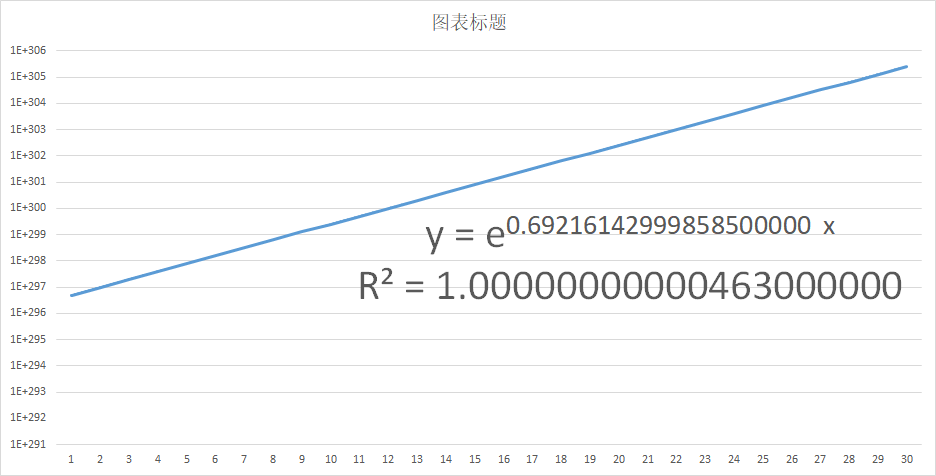 图表标题
1E+306
1E+305
1E+304
1E+303
1E+302
1E+301
1E+300
1E+299
1E+298
1E+297
1E+296
1E+295
1E+294
1E+293
1E+292
1E+291
y = e^0.69216142999858500000 x
R² = 1.00000000000463000000
1 2 3 4 5 6 7 8 9 10 11 12 13 14 15 16 17 18 19 20 21 22 23 24 25 26 27 28 29 30